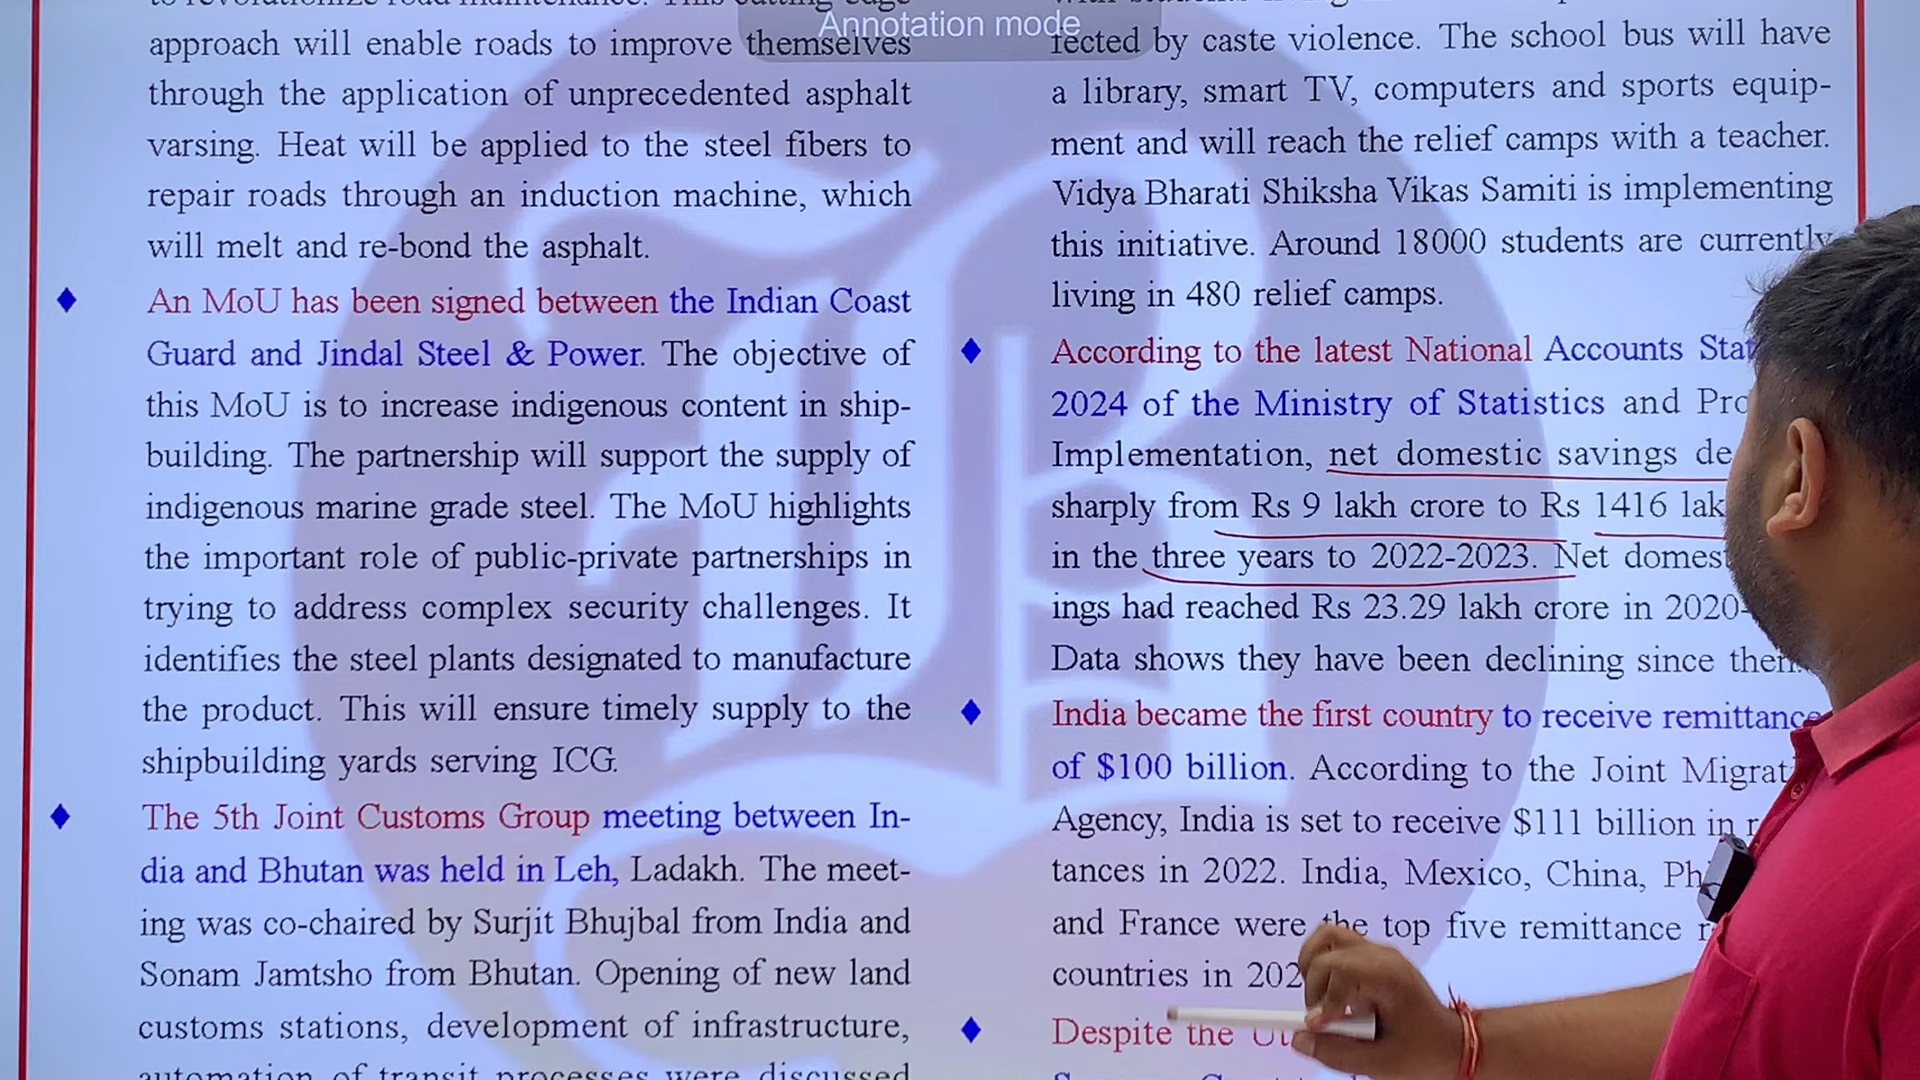 Annotation mode
approach will enable roads to improve themselves
through the application of unprecedented asphalt
varsing. Heat will be applied to the steel fibers to
repair roads through an induction machine, which
will melt and re-bond the asphalt.
An MoU has been signed between the Indian Coast
Guard and Jindal Steel & Power. The objective of
this MoU is to increase indigenous content in ship-
building. The partnership will support the supply of
indigenous marine grade steel. The MoU highlights
the important role of public-private partnerships in
trying to address complex security challenges. It
identifies the steel plants designated to manufacture
the product. This will ensure timely supply to the
shipbuilding yards serving ICG.
The 5th Joint Customs Group meeting between In-
dia and Bhutan was held in Leh, Ladakh. The meet-
ing was co-chaired by Surjit Bhujbal from India and
Sonam Jamtsho from Bhutan. Opening of new land
customs stations, development of infrastructure,
automation of transit processes were discussed
fected by caste violence. The school bus will have
a library, smart TV, computers and sports equip-
ment and will reach the relief camps with a teacher.
Vidya Bharati Shiksha Vikas Samiti is implementing
this initiative. Around 18000 students are currently
living in 480 relief camps.
According to the latest National Accounts
2024 of the Ministry of Statistics and
Implementation, net domestic savings
sharply from Rs 9 lakh crore to Rs 1416
in the three years to 2022-2023. Net
ings had reached Rs 23.29 lakh crore in
Data shows they have been declining since
India became the first country to receive remittance
of $100 billion. According to the Joint
Agency, India is set to receive $111 billion in
tances in 2022. India, Mexico, China,
and France were the top five remittance
countries in
Despite the